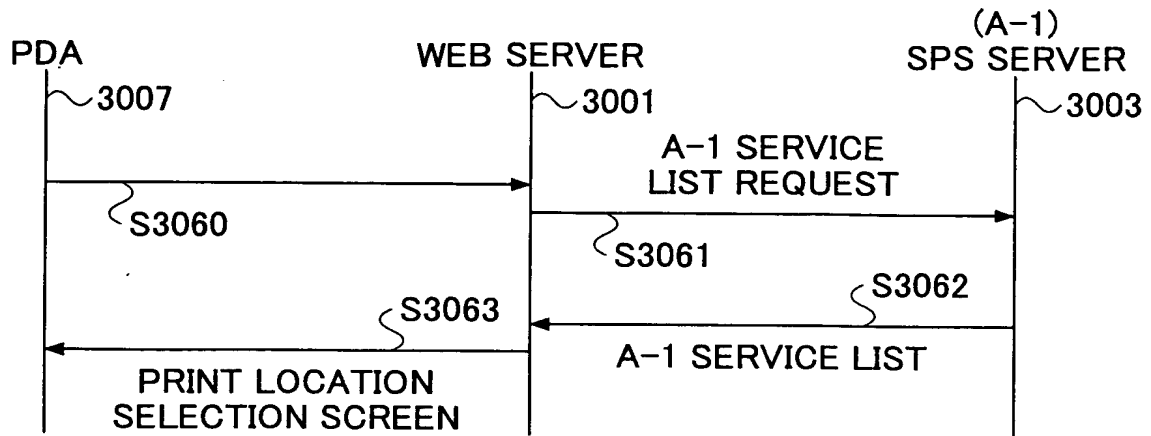 (A-1)
PDA
WEB SERVER
SPS SERVER
3007
3001
3003
A-1 SERVICE
LIST REQUEST
S3060
S3061
S3062
S3063
A-1 SERVICE LIST
PRINT LOCATION
SELECTION SCREEN